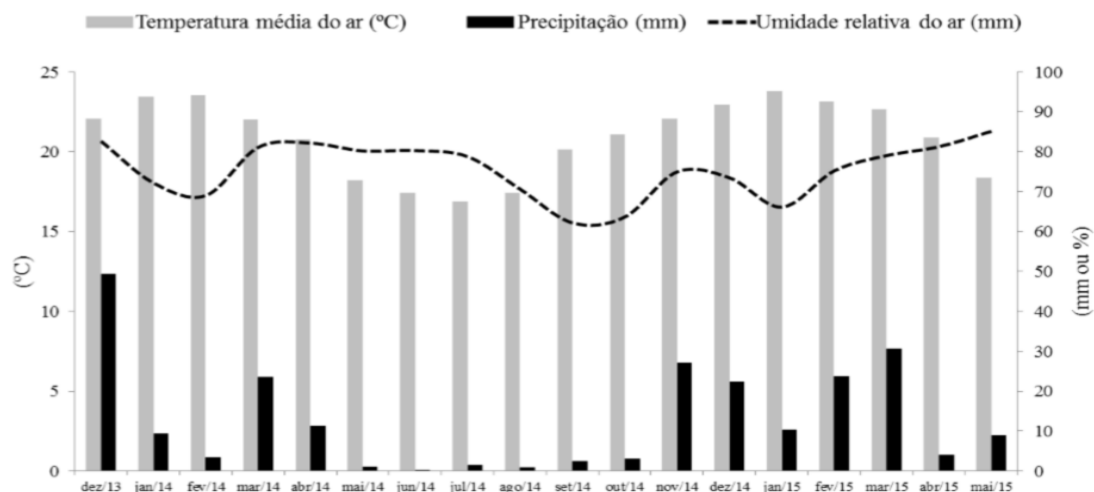 Temperatura média do ar (ºC) Precipitação (mm) Umidade relativa do ar (mm)
25 100
90
20 80
70
15 60
50
10 40
30
5 20
10
0 0
(ºC)
(mm ou %)
dez/13 jan/14 fev/14 mar/14 abr/14 mai/14 jun/14 jul/14 ago/14 set/14 out/14 nov/14 dez/14 jan/15 fev/15 mar/15 abr/15 mai/15